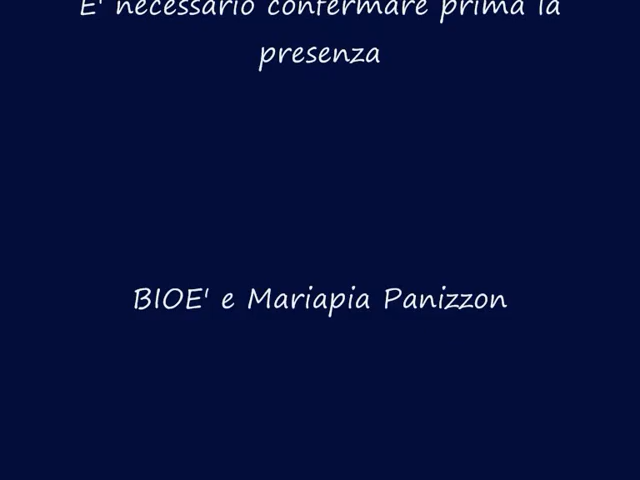 E' necessario confermare prima la
presenza
BIOE' e Mariapia Panizzon